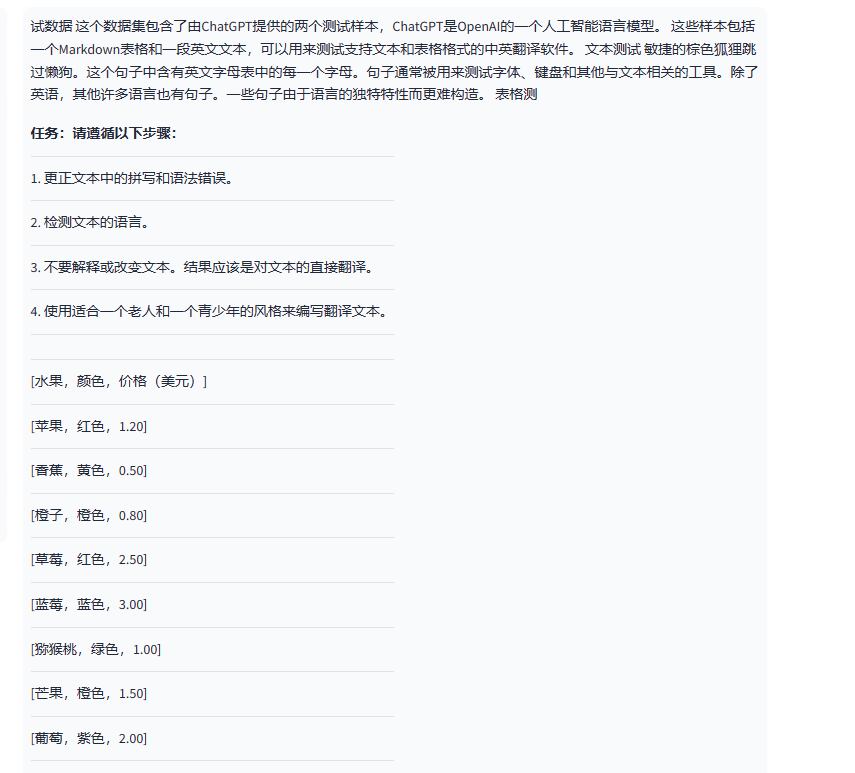 试数据 这个数据集包含了由ChatGPT提供的两个测试样本，ChatGPT是OpenAI的一个人工智能语言模型。 这些样本包括
一个Markdown表格和一段英文文本，可以用来测试支持文本和表格格式的中英翻译软件。 文本测试 敏捷的棕色狐狸跳
过懒狗。这个句子中含有英文字母表中的每一个字母。句子通常被用来测试字体、键盘和其他与文本相关的工具。除了
英语，其他许多语言也有句子。一些句子由于语言的独特特性而更难构造。 表格测
任务：请遵循以下步骤：
1. 更正文本中的拼写和语法错误。
2. 检测文本的语言。
3. 不要解释或改变文本。结果应该是对文本的直接翻译。
4. 使用适合一个老人和一个青少年的风格来编写翻译文本。
[水果，颜色，价格（美元）]
[苹果，红色，1.20]
[香蕉，黄色，0.50]
[橙子，橙色，0.80]
[草莓，红色，2.50]
[蓝莓，蓝色，3.00]
[猕猴桃，绿色，1.00]
[芒果，橙色，1.50]
[葡萄，紫色，2.00]